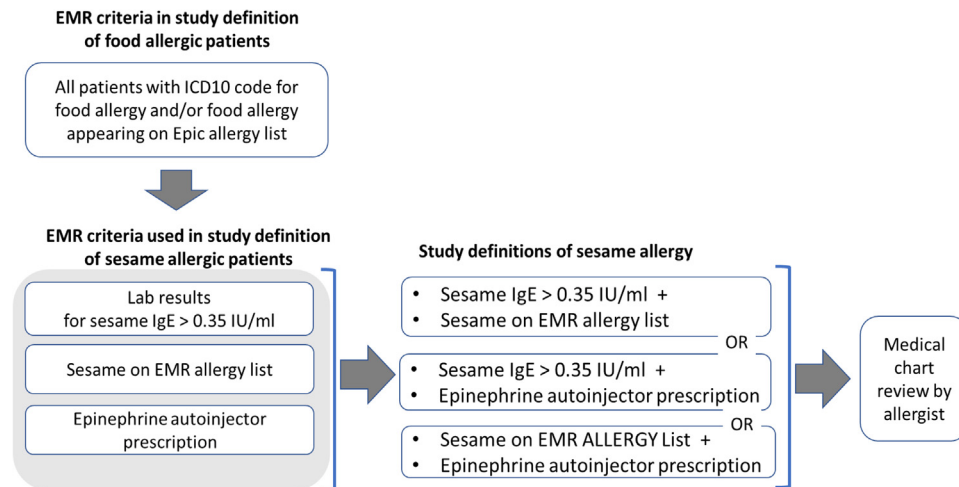 EMR criteria in study definition
of food allergic patients
All patients with ICD10 code for
food allergy and/or food allergy
appearing on Epic allergy list
EMR criteria used in study definition
of sesame allergic patients
Lab results
for sesame IgE > 0.35 IU/ml
Sesame on EMR allergy list
Epinephrine autoinjector
prescription
Study definitions of sesame allergy
• Sesame IgE > 0.35 IU/ml +
• Sesame on EMR allergy list
OR
• Sesame IgE > 0.35 IU/ml +
• Epinephrine autoinjector prescription
OR
• Sesame on EMR ALLERGY List +
• Epinephrine autoinjector prescription
Medical
chart
review by
allergist